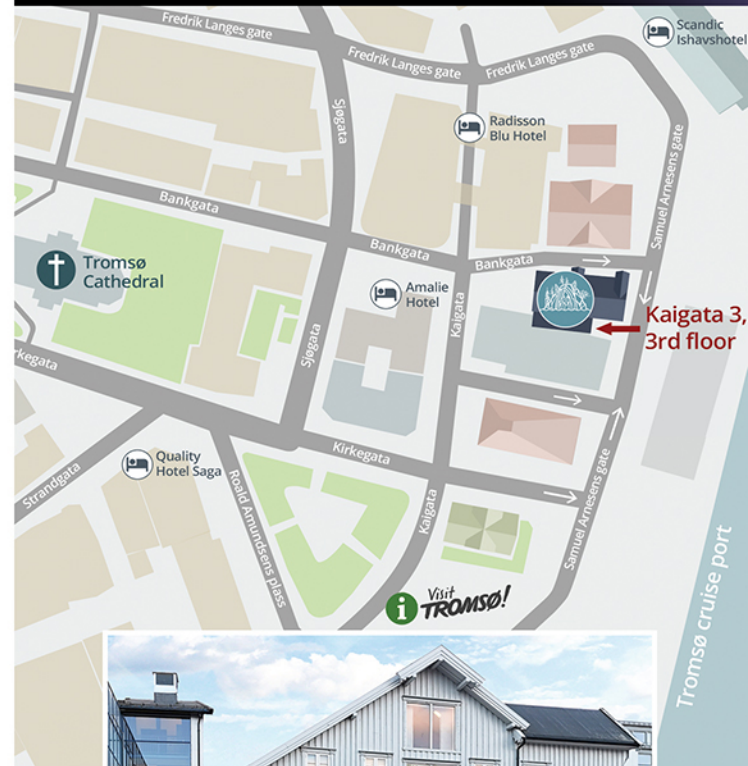 Fredrik Langes gate
Fredrik Langes gate
Fredrik Langes gate
Scandic
Ishavshotel
Sjøgata
Radisson
Blu Hotel
Samuel Arnesens gate
Bankgata
Bankgata
Bankgata
Tromsø
Cathedral
Amalie
Hotel
Kaigata
Kaigata 3,
3rd floor
Sjøgata
rkegata
Kirkegata
Quality
Hotel Saga
Strandgata
Roald Amundsens plass
Kaigata
Samuel Arnesens gate
i
Visit
TROMSØ!
Tromsø cruise port